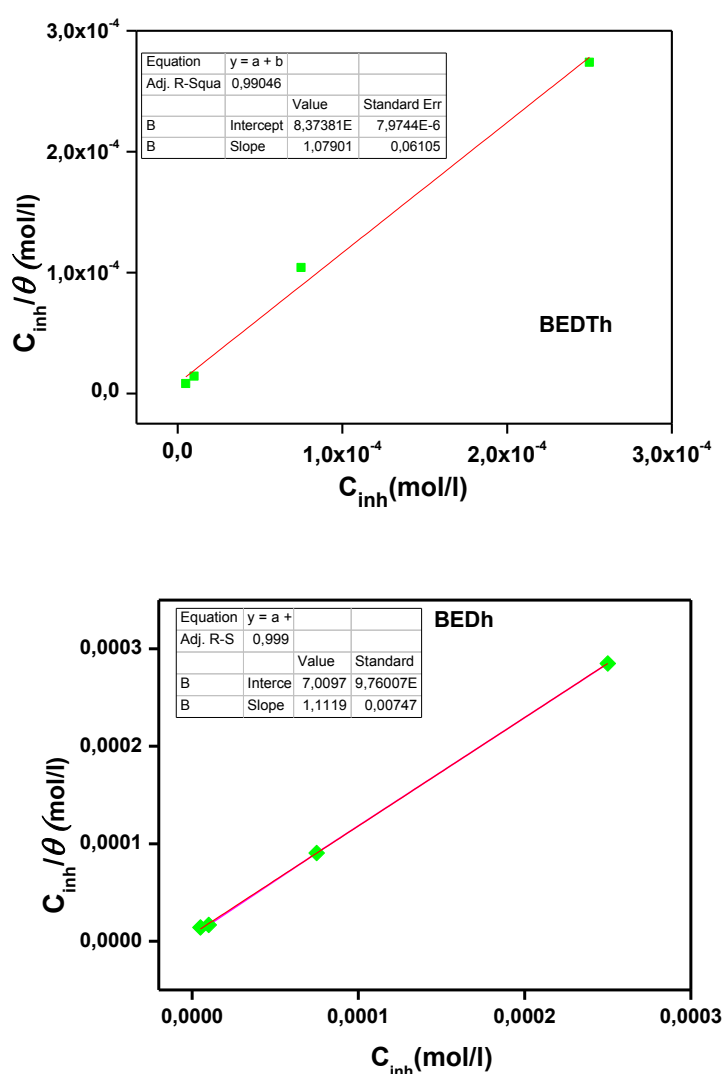 3,0x10⁻⁴
Equation y = a + b
Adj. R-Squa 0,99046
Value Standard Err
B Intercept 8,37381E 7,9744E-6
B Slope 1,07901 0,06105
2,0x10⁻⁴
1,0x10⁻⁴
0,0
C_inh/θ (mol/l)
BEDTh
0,0 1,0x10⁻⁴ 2,0x10⁻⁴ 3,0x10⁻⁴
C_inh(mol/l)
Equation y = a +
Adj. R-S 0,999
Value Standard
B Interce 7,0097 9,76007E
B Slope 1,1119 0,00747
BEDh
0,0003
0,0002
0,0001
0,0000
C_inh/θ (mol/l)
0,0000 0,0001 0,0002 0,0003
C_inh(mol/l)